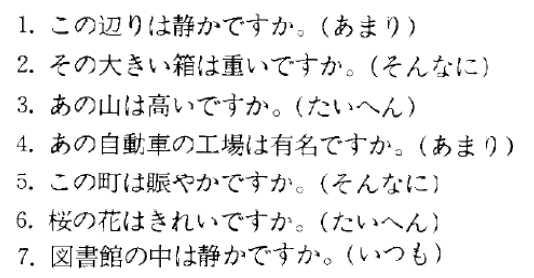 1. この辺りは静かですか。(あまり)
2. その大きい箱は重いですか。(そんなに)
3. あの山は高いですか。(たいへん)
4. あの自動車の工場は有名ですか。(あまり)
5. この町は賑やかですか。(そんなに)
6. 桜の花はきれいですか。(たいへん)
7. 図書館の中は静かですか。(いつも)